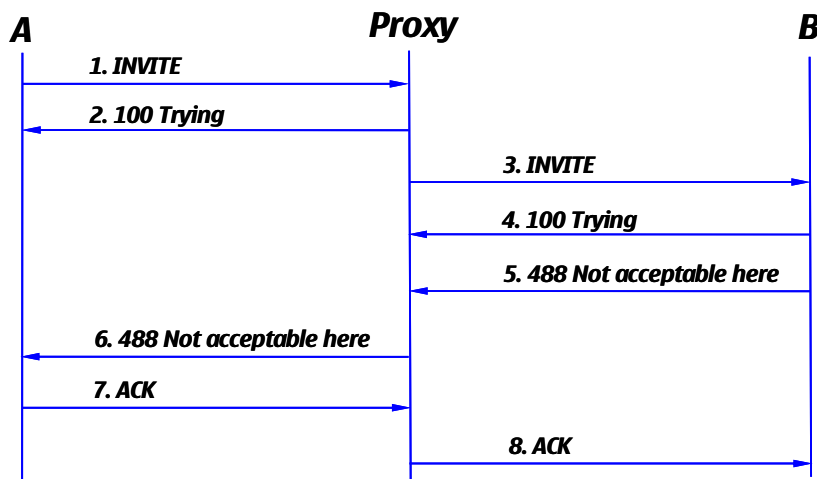 A
Proxy
B
1. INVITE
2. 100 Trying
3. INVITE
4. 100 Trying
5. 488 Not acceptable here
6. 488 Not acceptable here
7. ACK
8. ACK